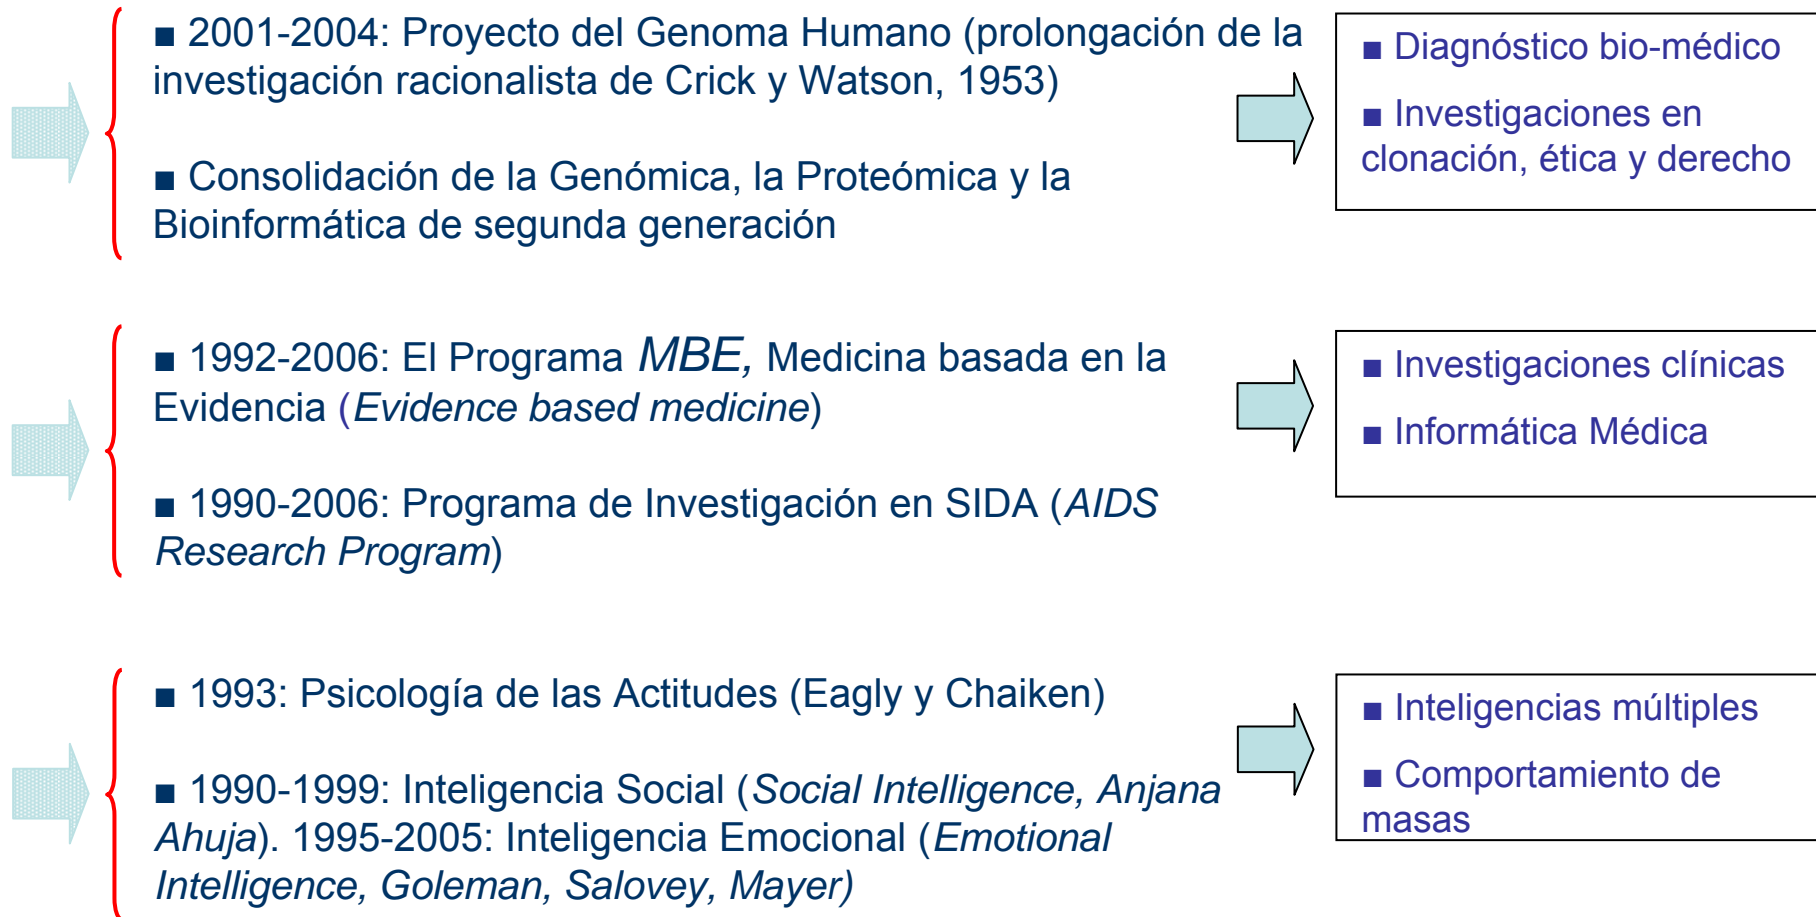 ■ 2001-2004: Proyecto del Genoma Humano (prolongación de la
investigación racionalista de Crick y Watson, 1953)
■ Consolidación de la Genómica, la Proteómica y la
Bioinformática de segunda generación
■ Diagnóstico bio-médico
■ Investigaciones en
clonación, ética y derecho
■ 1992-2006: El Programa MBE, Medicina basada en la
Evidencia (Evidence based medicine)
■ 1990-2006: Programa de Investigación en SIDA (AIDS
Research Program)
■ Investigaciones clínicas
■ Informática Médica
■ 1993: Psicología de las Actitudes (Eagly y Chaiken)
■ 1990-1999: Inteligencia Social (Social Intelligence, Anjana
Ahuja). 1995-2005: Inteligencia Emocional (Emotional
Intelligence, Goleman, Salovey, Mayer)
■ Inteligencias múltiples
■ Comportamiento de
masas